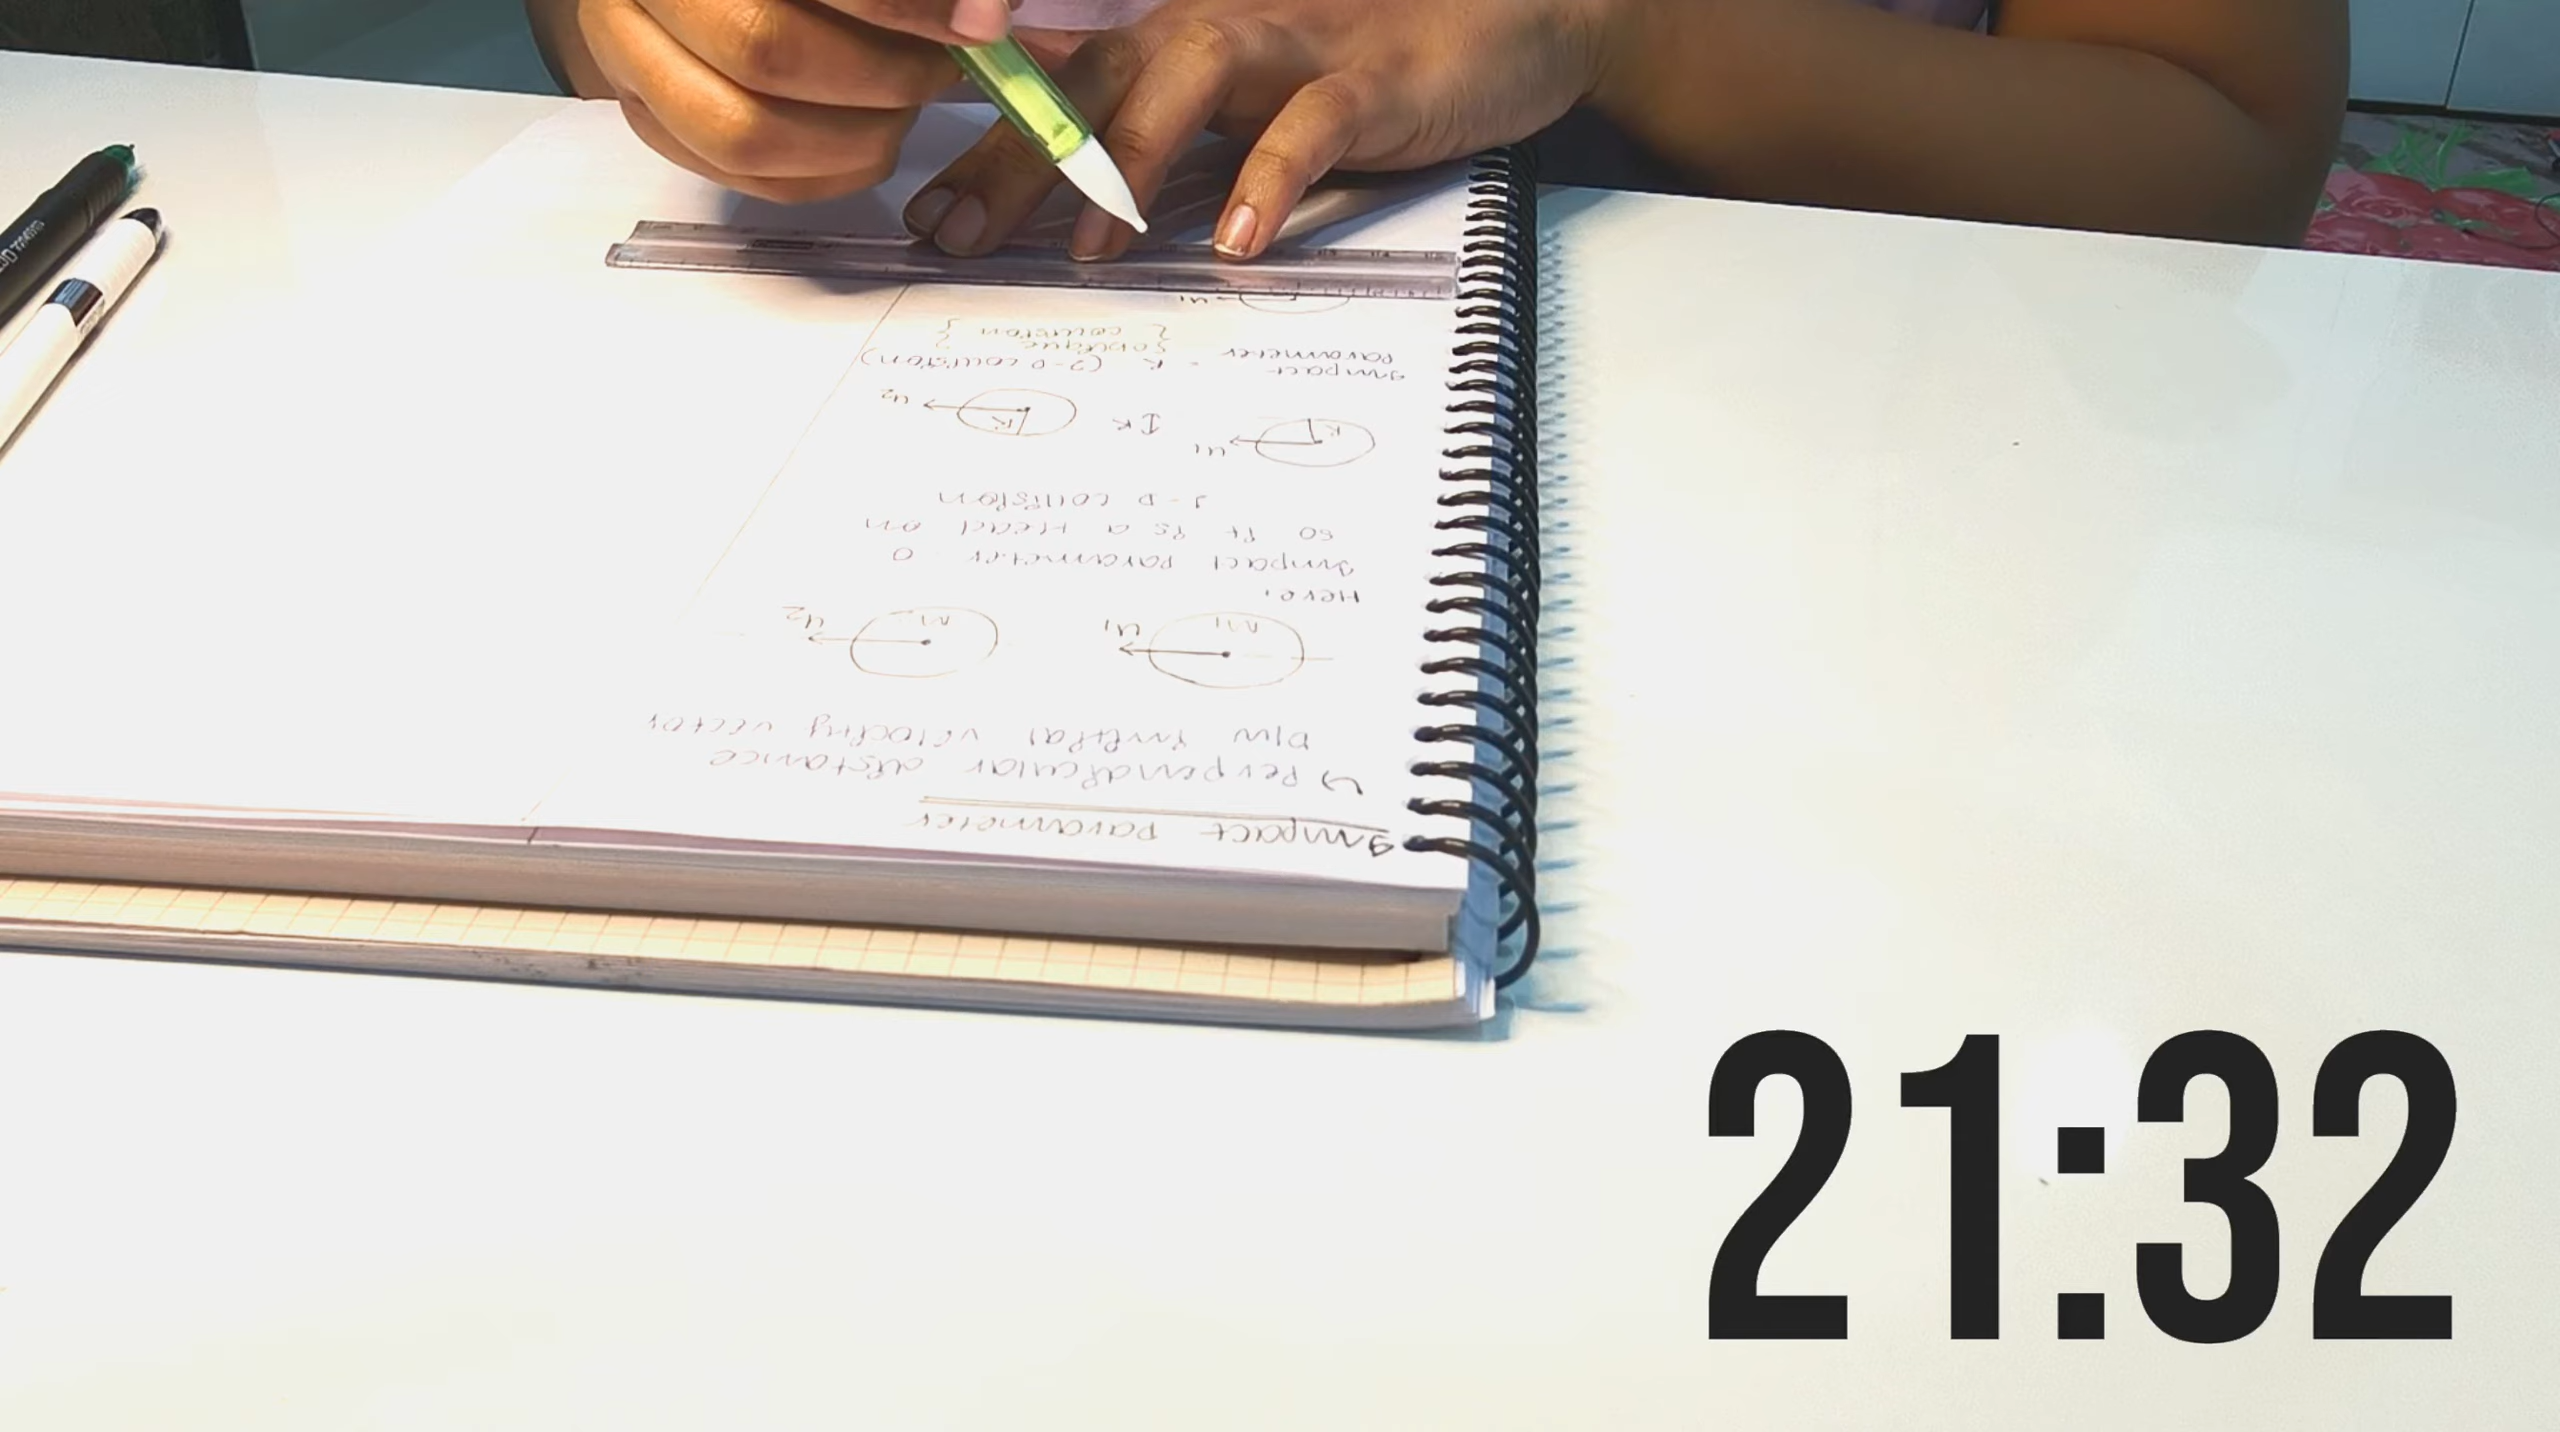 Impact parameter
↳ Perpendicular distance
b/w initial velocity vector
M1 u1 M2 u2
Here,
Impact parameter = 0
so it is a Head on
1-D collision
R u1 ↕R R u2
Impact parameter = R (2-D collision)
{oblique}
{collision}
u1
21:32